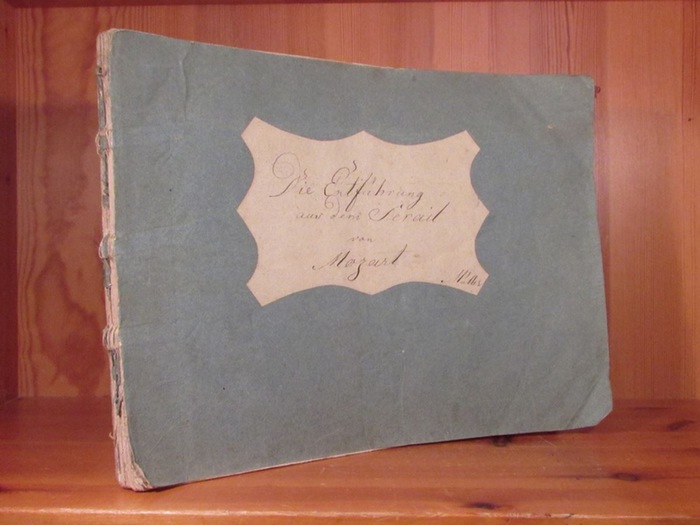 Die Entführung
aus dem Serail
von
Mozart